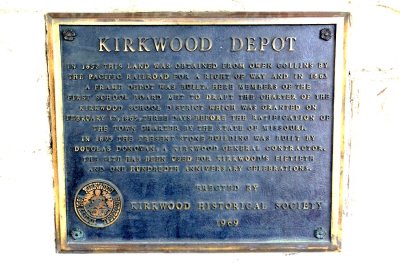 KIRKWOOD DEPOT
IN 1852 THIS LAND WAS OBTAINED FROM OWEN COLLINS BY
THE PACIFIC RAILROAD FOR A RIGHT OF WAY AND IN 1863
A FRAME DEPOT WAS BUILT. HERE MEMBERS OF THE
FIRST SCHOOL BOARD MET TO DRAFT THE CHARTER OF THE
KIRKWOOD SCHOOL DISTRICT WHICH WAS GRANTED ON
FEBRUARY 17, 1865, THREE DAYS BEFORE THE RATIFICATION OF
THE TOWN CHARTER BY THE STATE OF MISSOURI.
IN 1893 THE PRESENT STONE BUILDING WAS BUILT BY
DOUGLAS DONOVAN, A KIRKWOOD GENERAL CONTRACTOR.
THE SITE HAS BEEN USED FOR KIRKWOOD'S FIFTIETH
AND ONE HUNDREDTH ANNIVERSARY CELEBRATIONS.
ERECTED BY
KIRKWOOD HISTORICAL SOCIETY
1969
KIRKWOOD